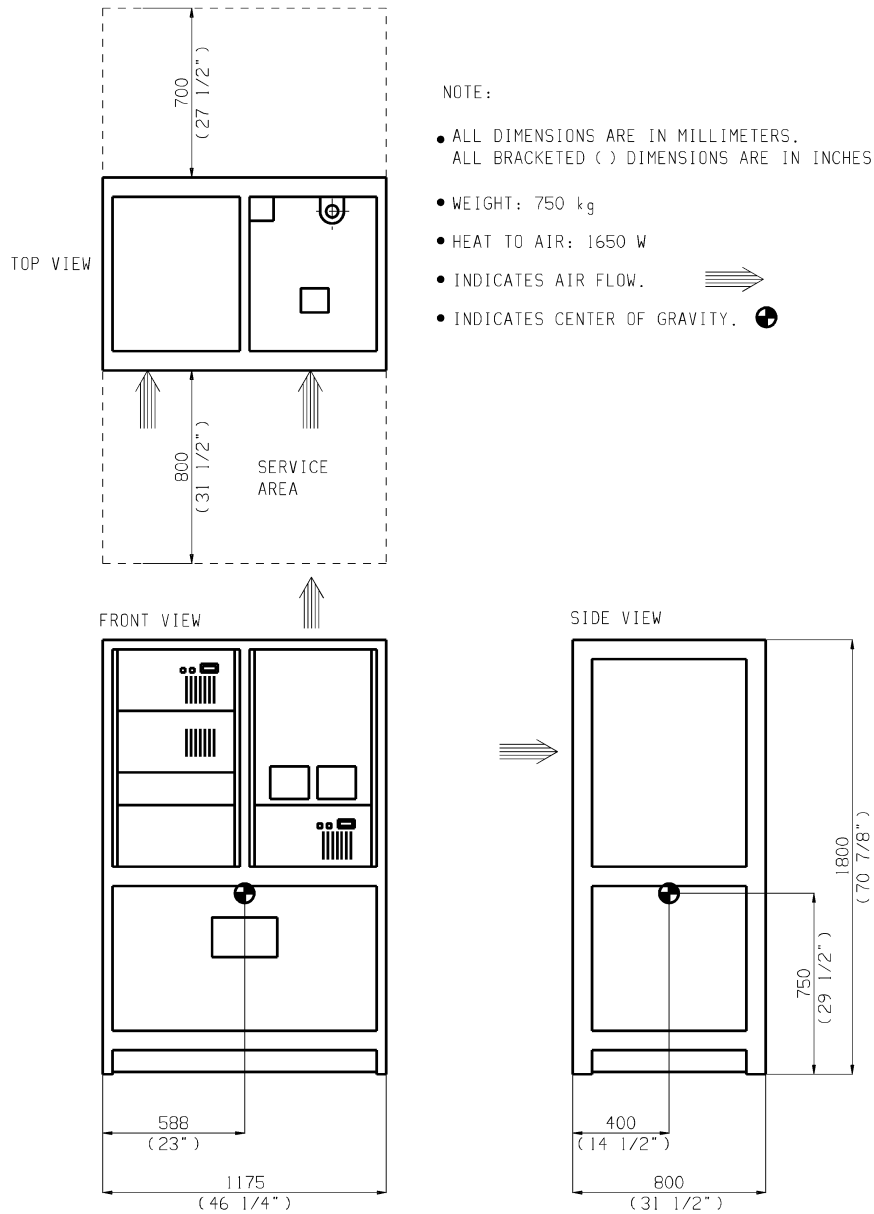 700
(27 1/2")
NOTE:
• ALL DIMENSIONS ARE IN MILLIMETERS.
ALL BRACKETED () DIMENSIONS ARE IN INCHES
• WEIGHT: 750 kg
• HEAT TO AIR: 1650 W
• INDICATES AIR FLOW.
• INDICATES CENTER OF GRAVITY.
TOP VIEW
800
(31 1/2")
SERVICE
AREA
FRONT VIEW
SIDE VIEW
1800
(70 7/8")
750
(29 1/2")
588
(23")
400
(14 1/2")
1175
(46 1/4")
800
(31 1/2")